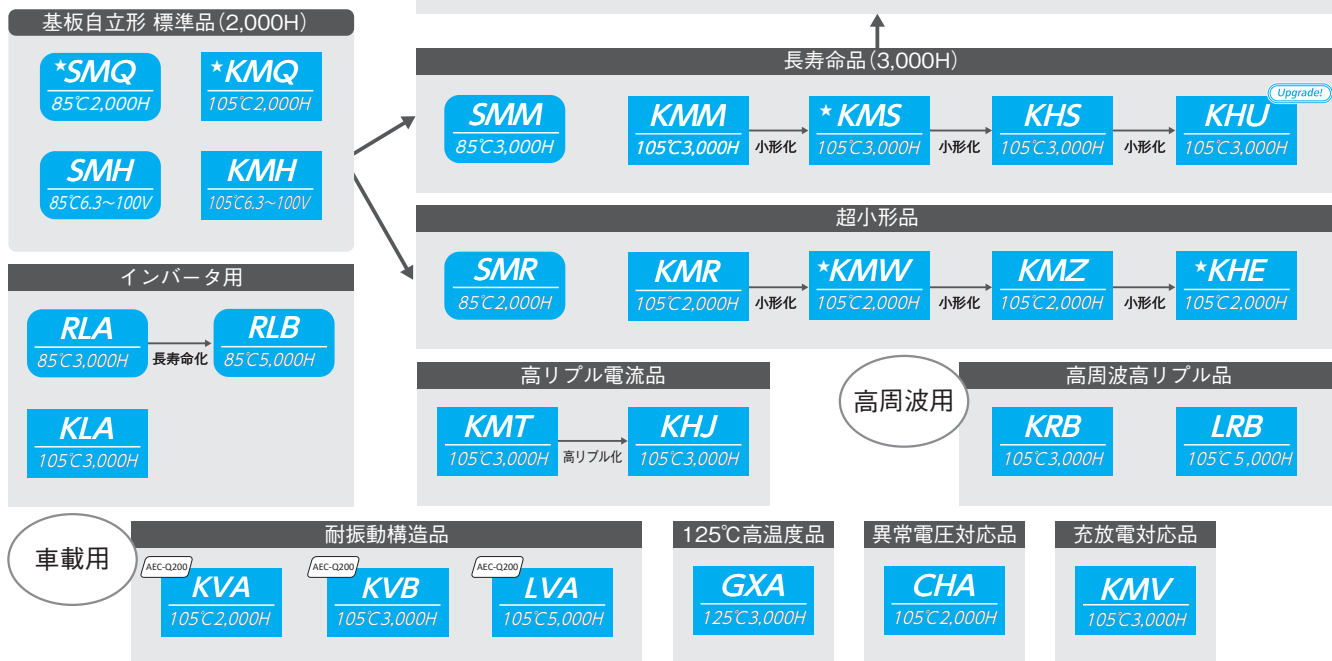 基板自立形 標準品(2,000H)
★SMQ
85℃2,000H
★KMQ
105℃2,000H
SMH
85℃6.3~100V
KMH
105℃6.3~100V
長寿命品(3,000H)
SMM
85℃3,000H
KMM
105℃3,000H
小形化
★KMS
105℃3,000H
小形化
KHS
105℃3,000H
小形化
Upgrade!
KHU
105℃3,000H
超小形品
SMR
85℃2,000H
KMR
105℃2,000H
小形化
★KMW
105℃2,000H
小形化
KMZ
105℃2,000H
小形化
★KHE
105℃2,000H
インバータ用
RLA
85℃3,000H
長寿命化
RLB
85℃5,000H
KLA
105℃3,000H
高リプル電流品
KMT
105℃3,000H
高リプル化
KHJ
105℃3,000H
高周波用
高周波高リプル品
KRB
105℃3,000H
LRB
105℃5,000H
車載用
耐振動構造品
AEC-Q200
KVA
105℃2,000H
AEC-Q200
KVB
105℃3,000H
AEC-Q200
LVA
105℃5,000H
125℃高温度品
GXA
125℃3,000H
異常電圧対応品
CHA
105℃2,000H
充放電対応品
KMV
105℃3,000H